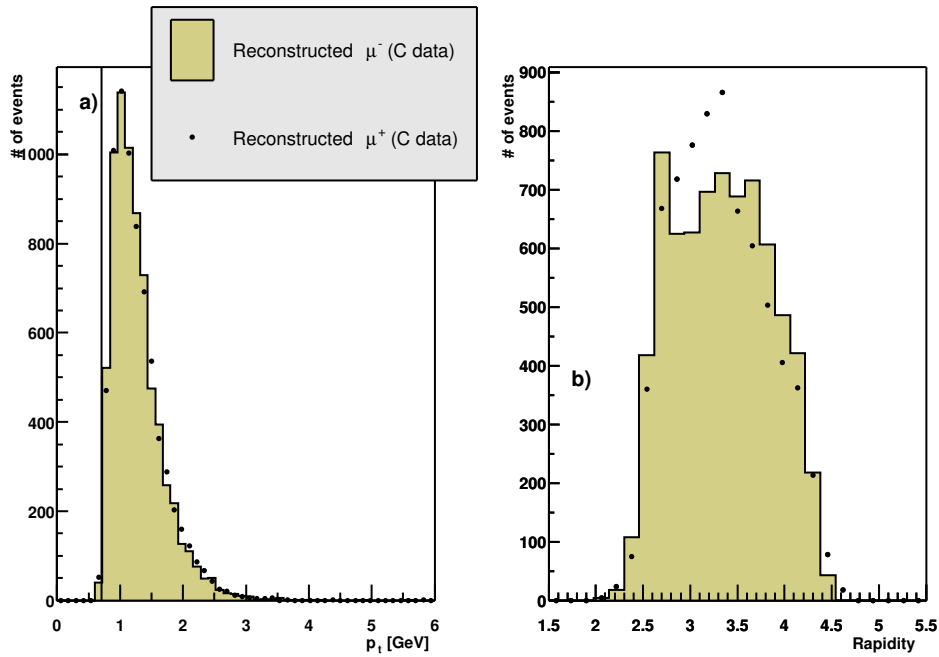 Reconstructed μ⁻ (C data)
Reconstructed μ⁺ (C data)
a)
# of events
1000
800
600
400
200
0
0 1 2 3 4 5 6
p_t [GeV]
b)
# of events
900
800
700
600
500
400
300
200
100
0
1.5 2 2.5 3 3.5 4 4.5 5 5.5
Rapidity